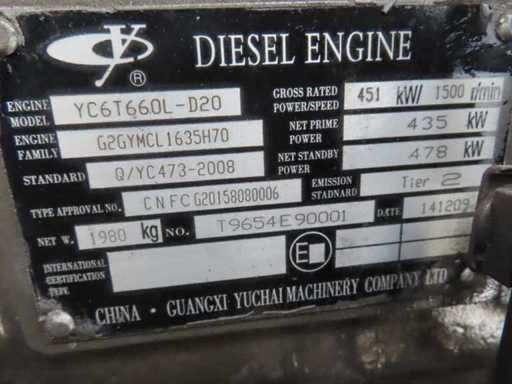 DIESEL ENGINE
ENGINE MODEL YC6T660L-D20
ENGINE FAMILY G2GYMCL1635H70
STANDARD Q/YC473-2008
TYPE APPROVAL NO. CNFCG20158080006
NET W. 1980 kg NO. T9654E90001 DATE 141209
GROSS RATED POWER/SPEED 451 kW/ 1500 r/min
NET PRIME POWER 435 kW
NET STANDBY POWER 478 kW
EMISSION STADNARD Tier 2
INTERNATIONAL CERTIFICATION TYPE
E
CHINA · GUANGXI YUCHAI MACHINERY COMPANY LTD